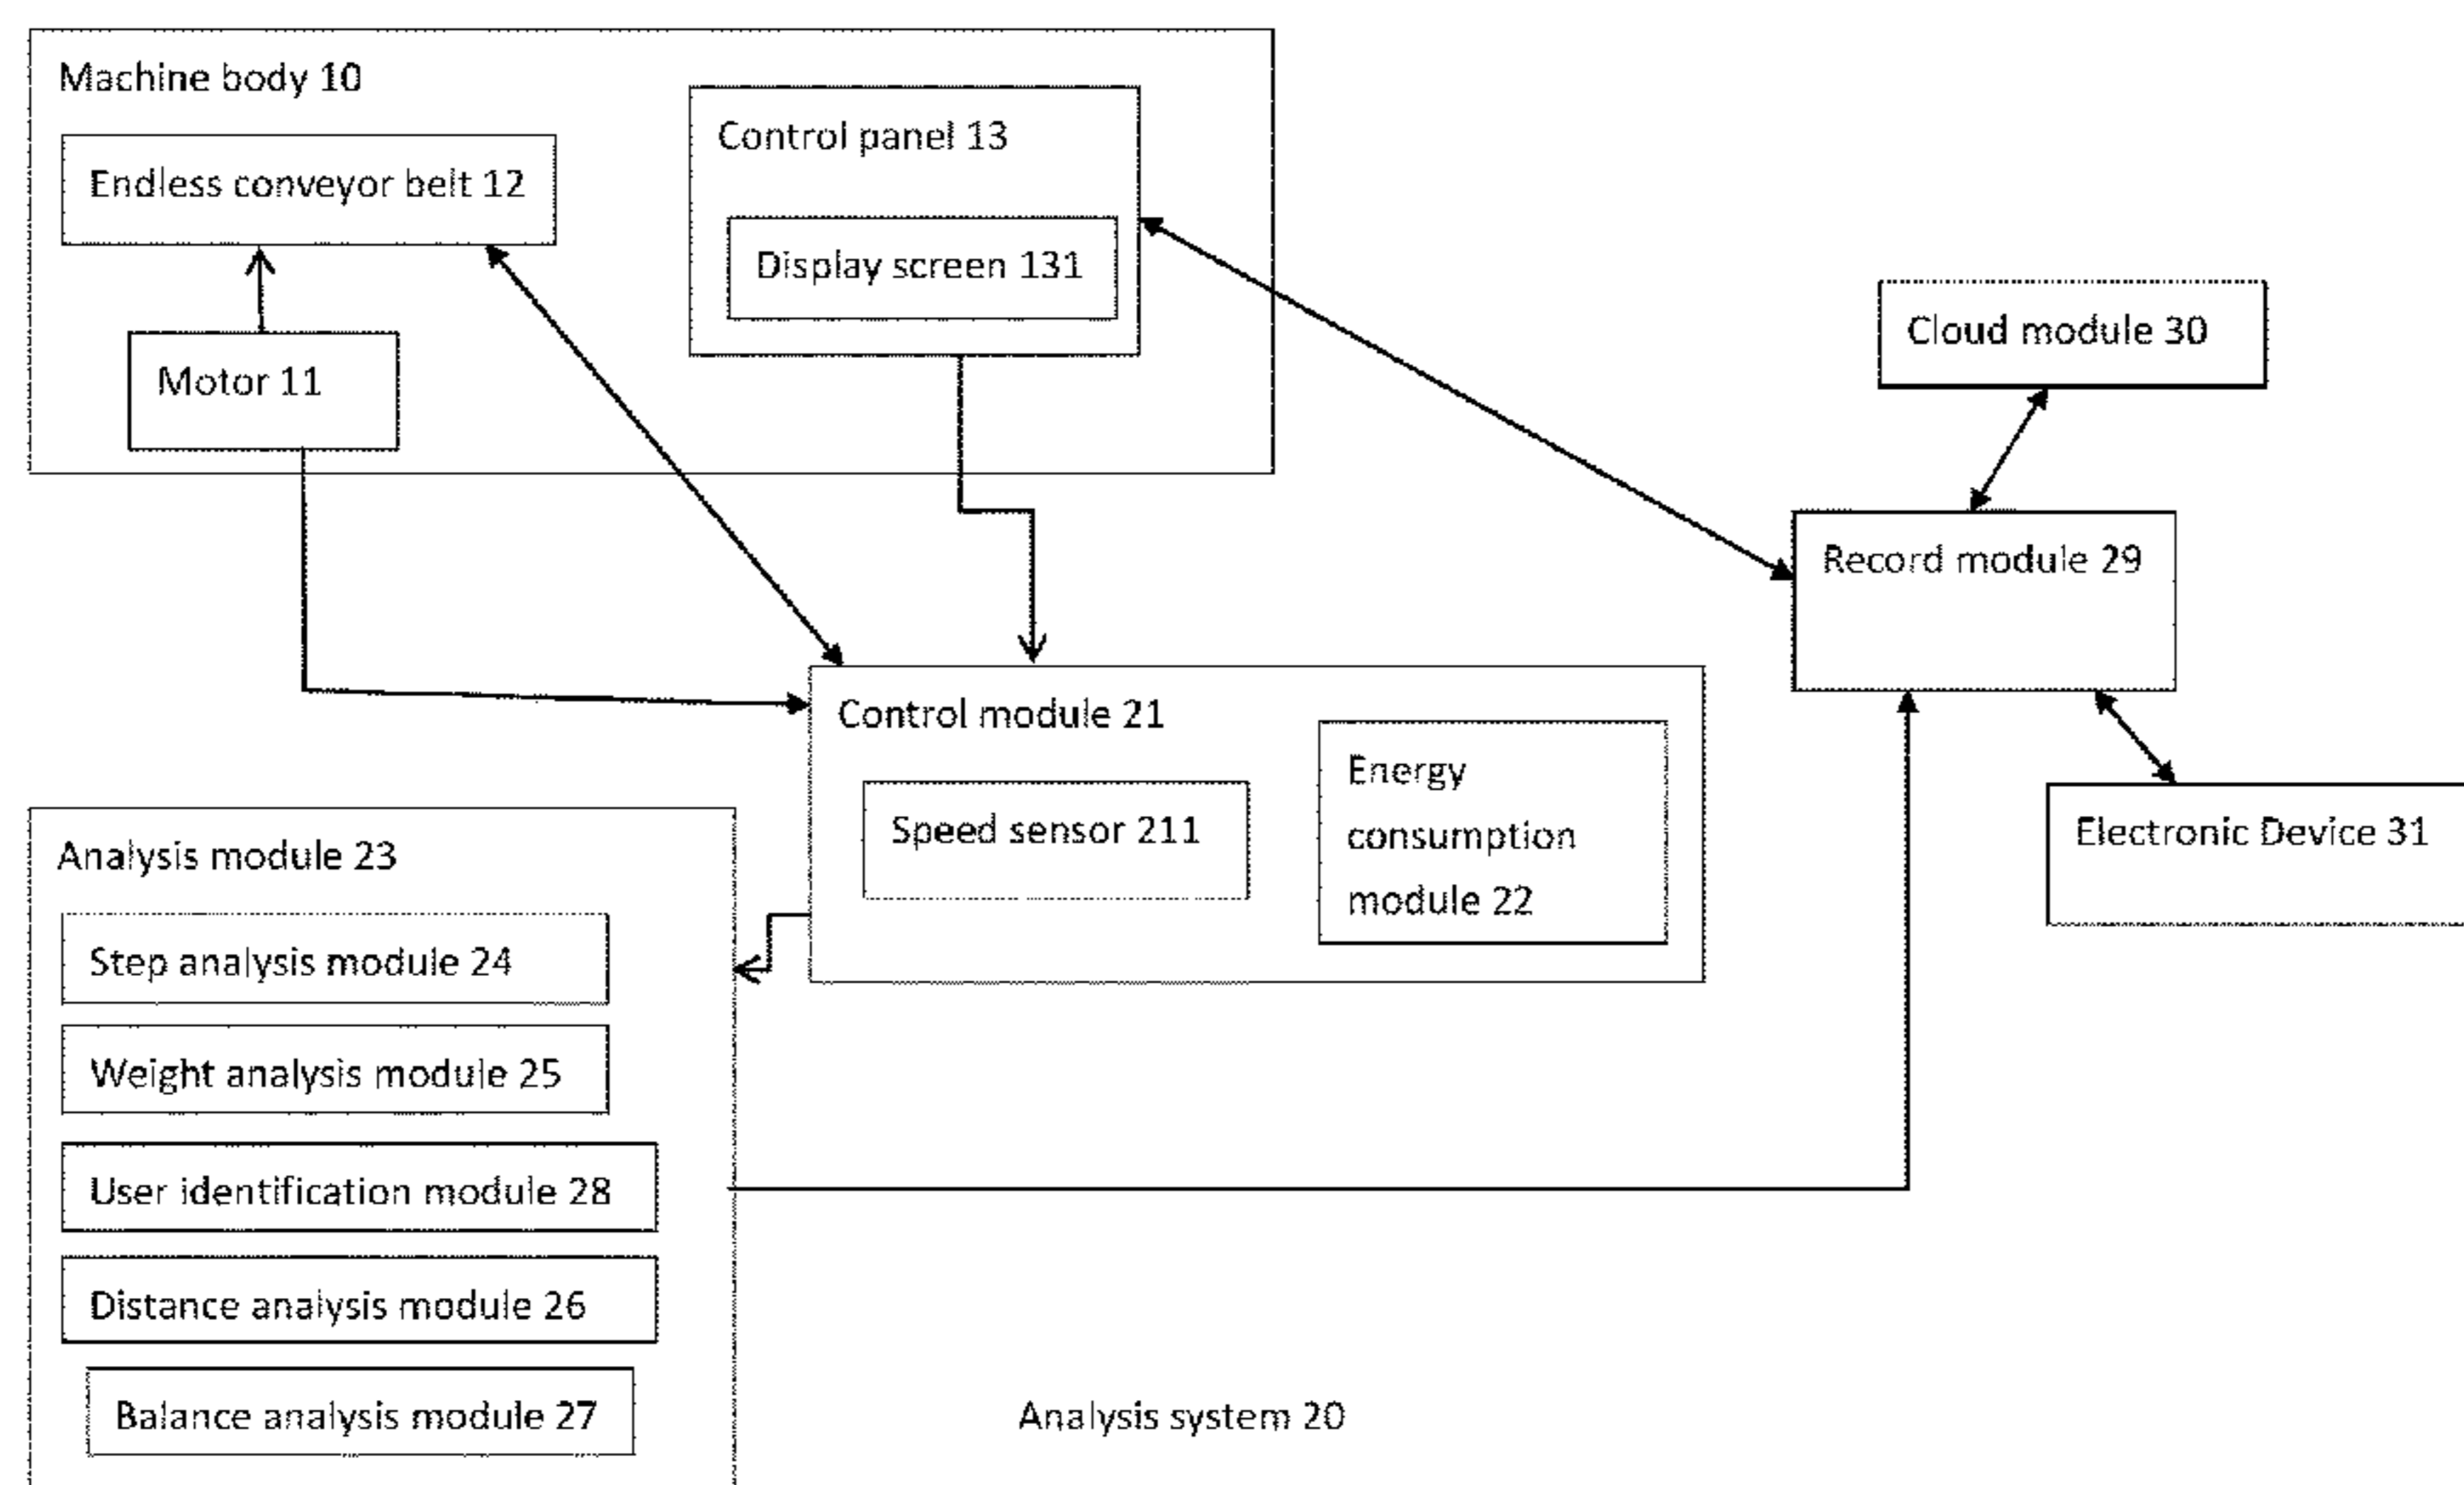 Machine body 10
Control panel 13
Endless conveyor belt 12
Display screen 131
Motor 11
Cloud module 30
Record module 29
Control module 21
Energy
consumption
module 22
Speed sensor 211
Electronic Device 31
Analysis module 23
Step analysis module 24
Weight analysis module 25
User identification module 28
Distance analysis module 26
Balance analysis module 27
Analysis system 20